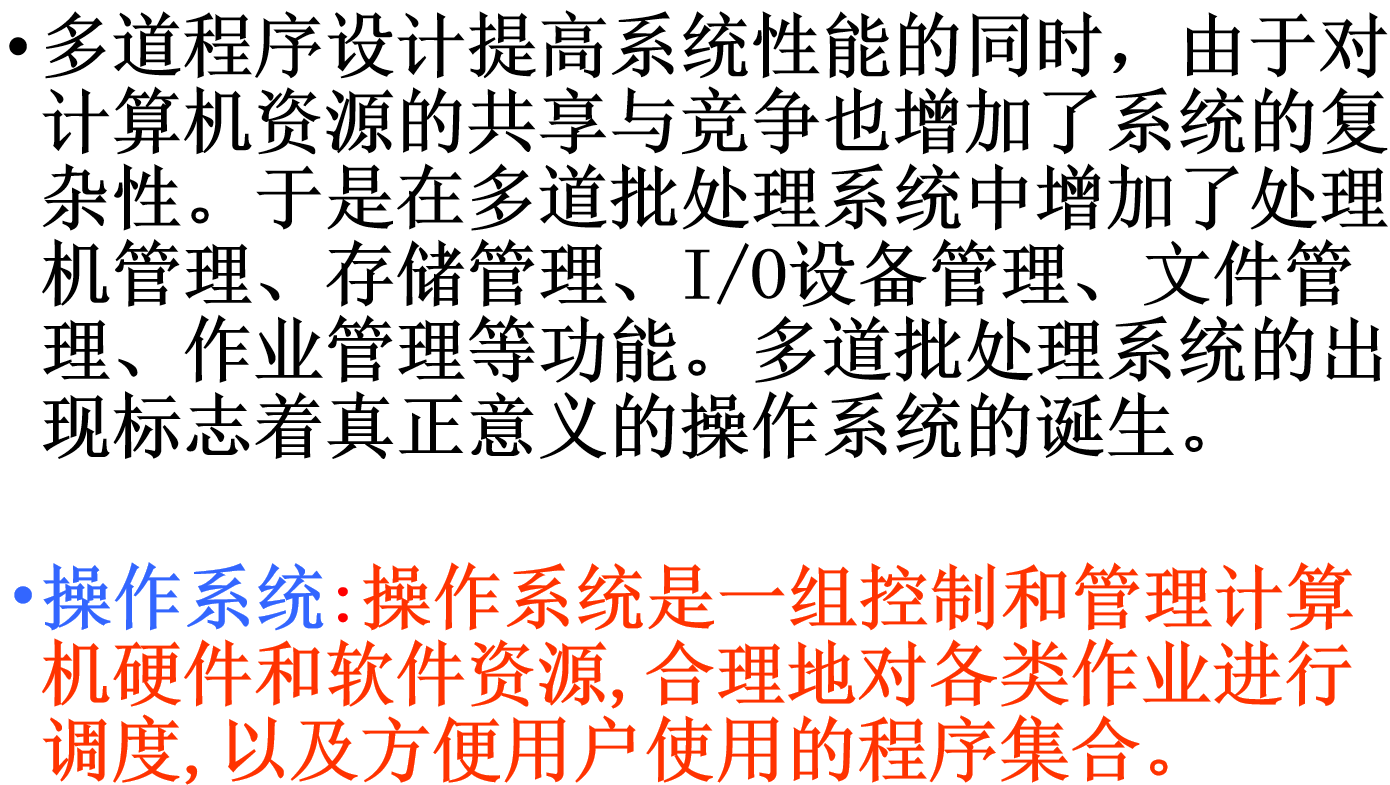 •多道程序设计提高系统性能的同时，由于对
计算机资源的共享与竞争也增加了系统的复
杂性。于是在多道批处理系统中增加了处理
机管理、存储管理、I/O设备管理、文件管
理、作业管理等功能。多道批处理系统的出
现标志着真正意义的操作系统的诞生。
•操作系统:操作系统是一组控制和管理计算
机硬件和软件资源,合理地对各类作业进行
调度,以及方便用户使用的程序集合。